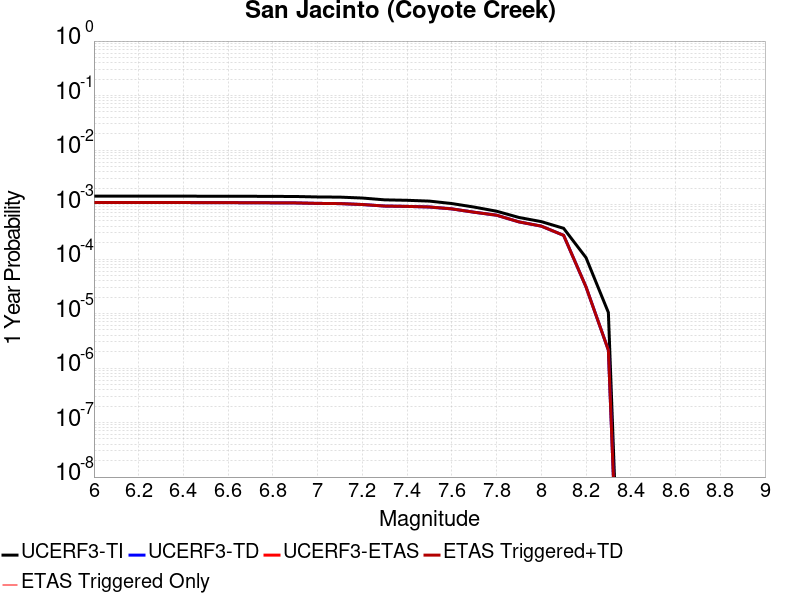 San Jacinto (Coyote Creek)
10^0
10^-1
10^-2
10^-3
10^-4
10^-5
10^-6
10^-7
10^-8
1 Year Probability
6 6.2 6.4 6.6 6.8 7 7.2 7.4 7.6 7.8 8 8.2 8.4 8.6 8.8 9
Magnitude
UCERF3-TI UCERF3-TD UCERF3-ETAS ETAS Triggered+TD
ETAS Triggered Only